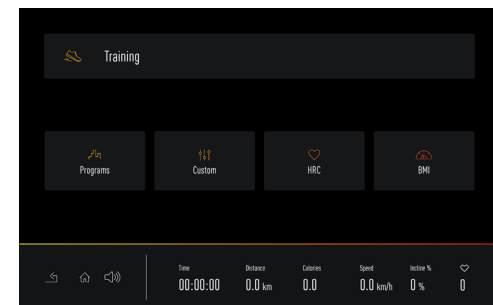 Training
Programs
Custom
HRC
BMI
Time Distance Calories Speed Incline %
00:00:00 0.0 km 0.0 0.0 km/h 0 % 0